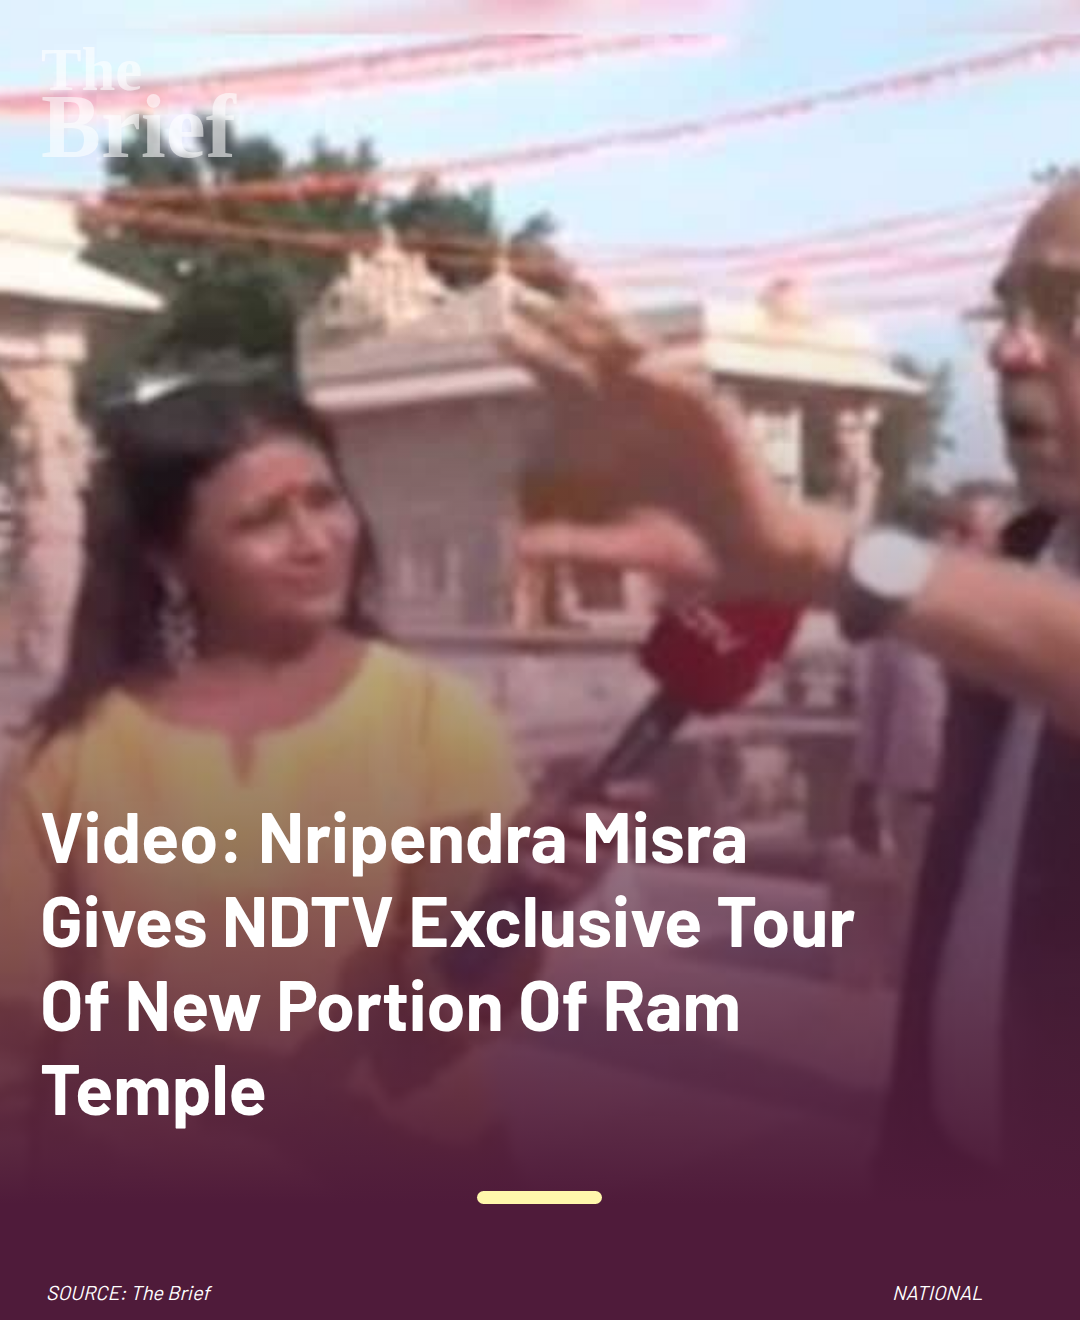 The
Brief
Video: Nripendra Misra
Gives NDTV Exclusive Tour
Of New Portion Of Ram
Temple
SOURCE: The Brief
NATIONAL